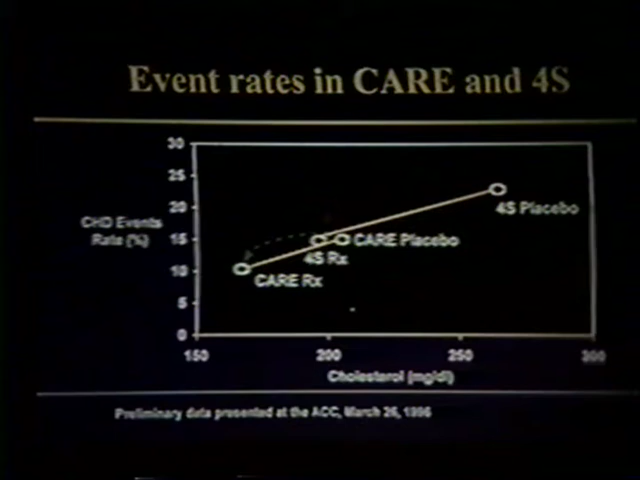 Event rates in CARE and 4S
30
25
CHD Events
Rate (%)
20
15
10
5
0
4S Placebo
CARE Placebo
4S Rx
CARE Rx
150
200
250
300
Cholesterol (mg/dl)
Preliminary data presented at the ACC, March 26, 1996